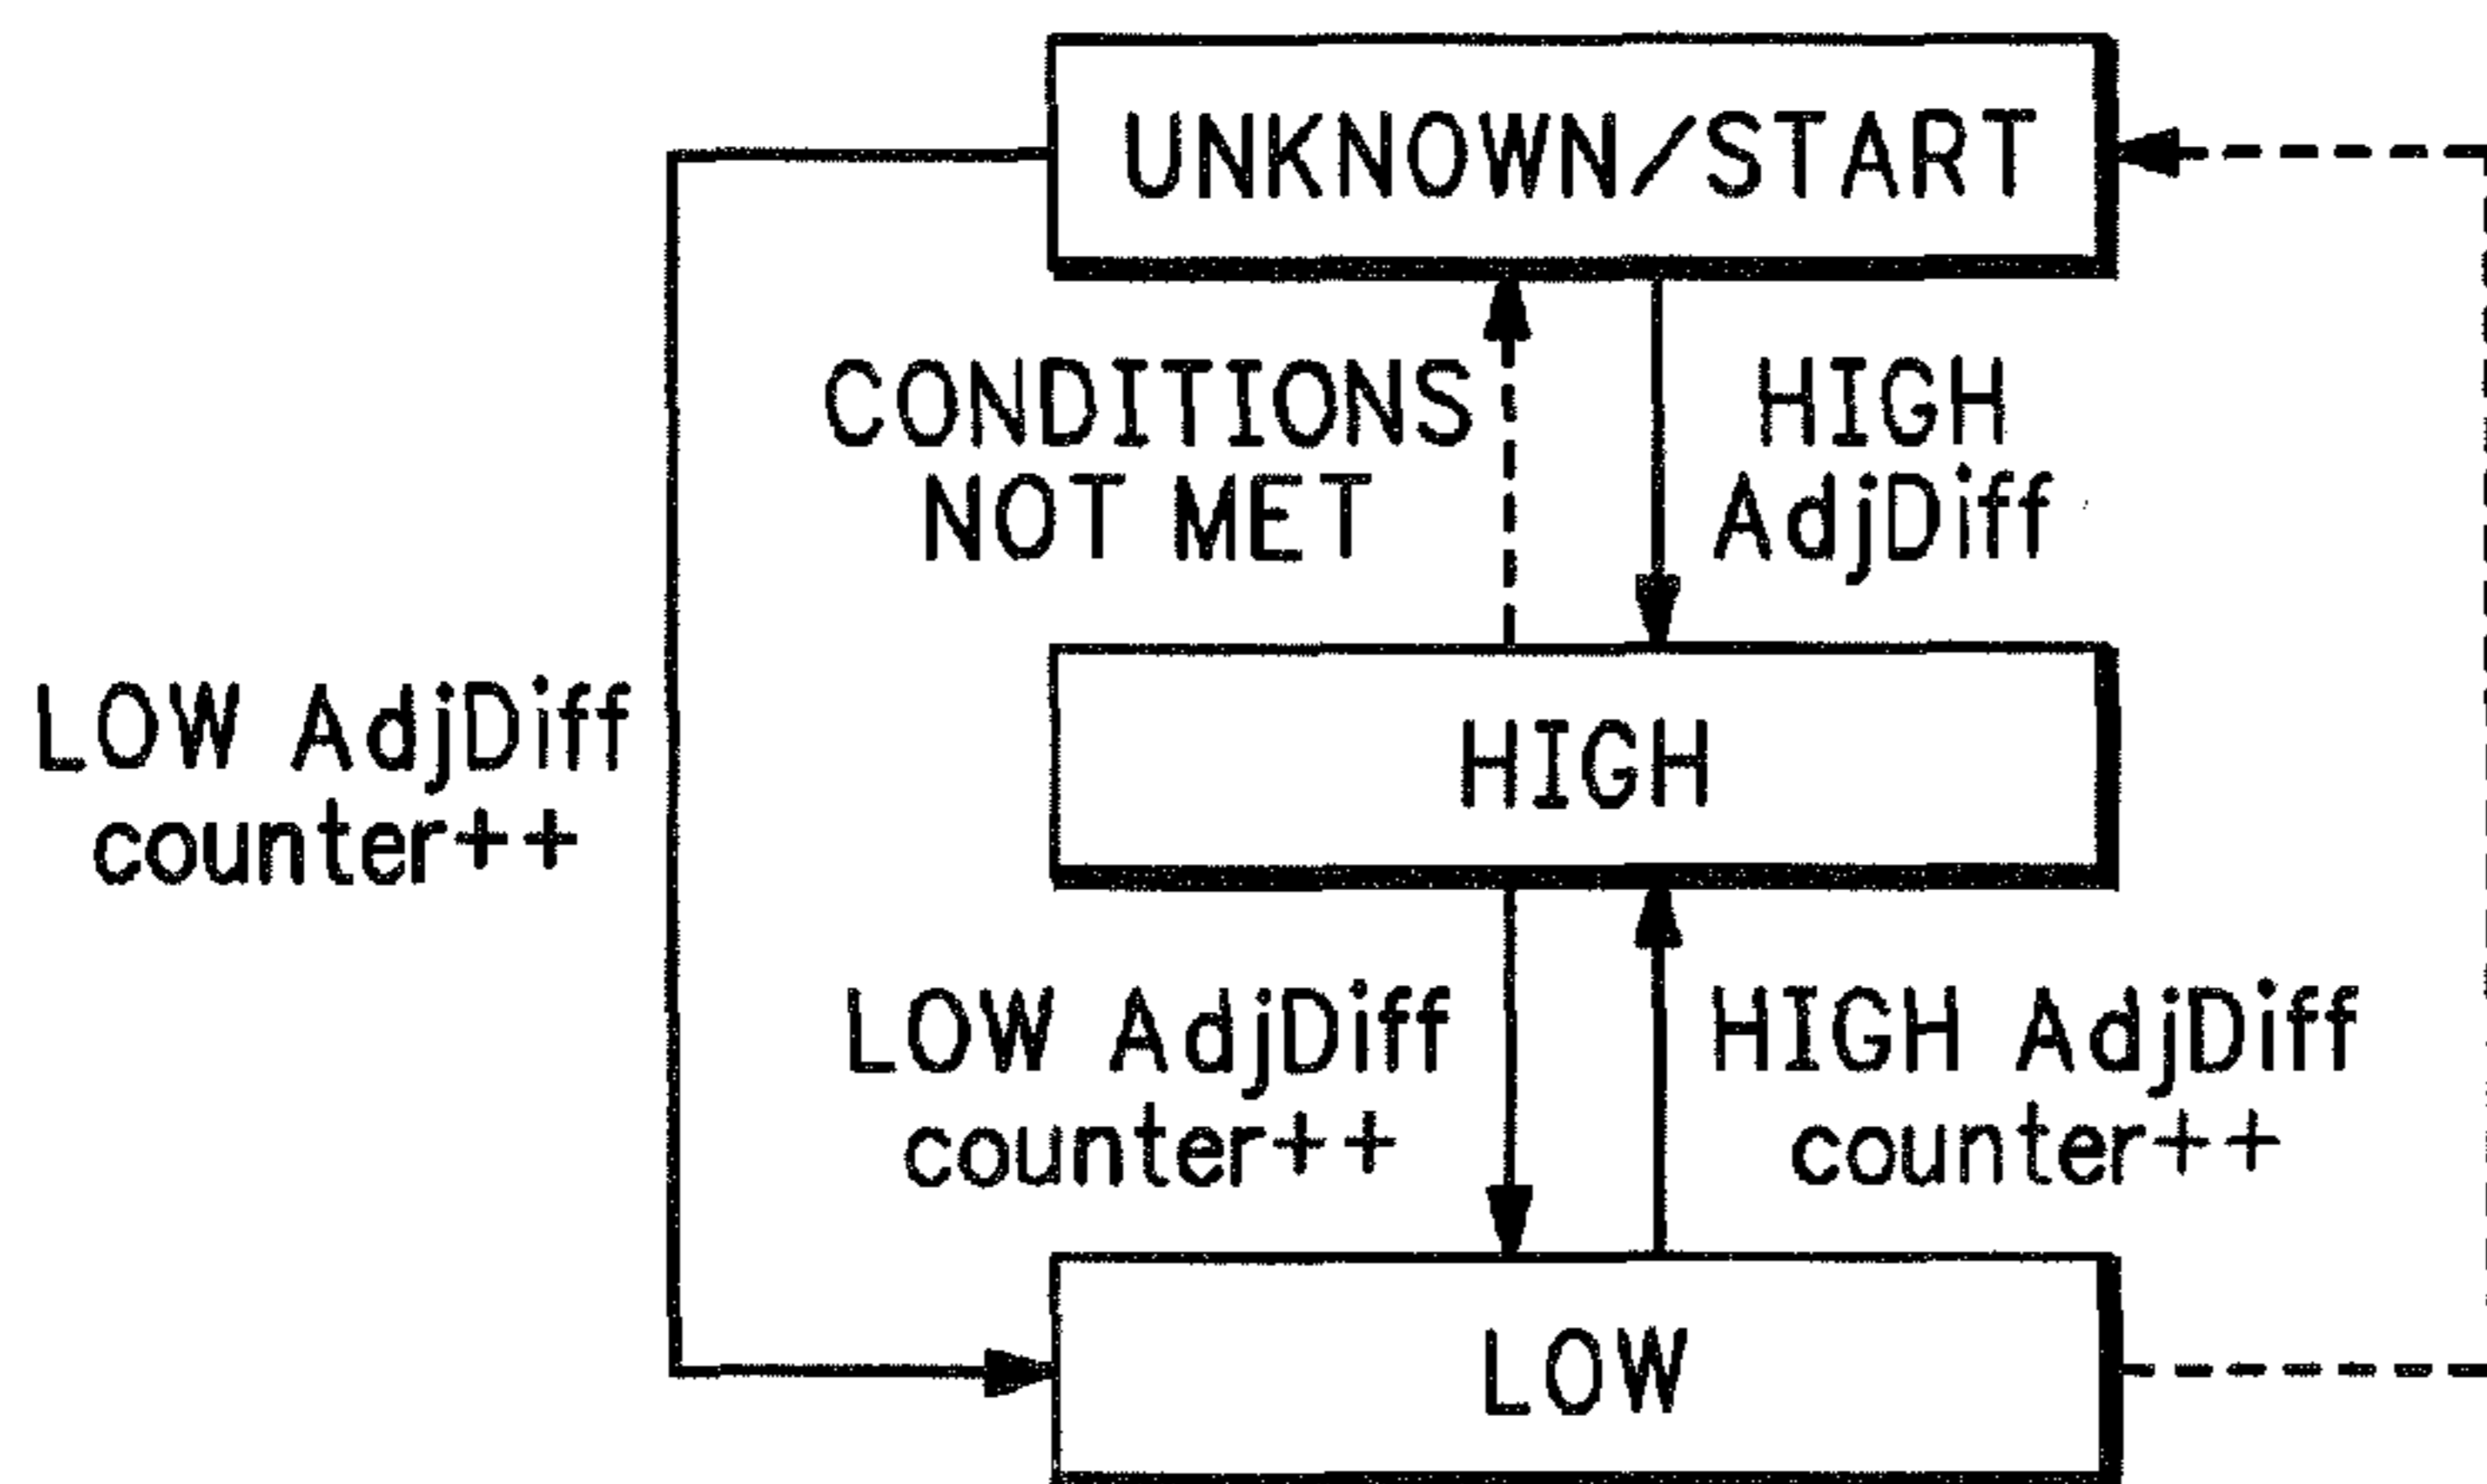 UNKNOWN/START
CONDITIONS
NOT MET
HIGH
AdjDiff
LOW AdjDiff
counter++
HIGH
LOW AdjDiff
counter++
HIGH AdjDiff
counter++
LOW